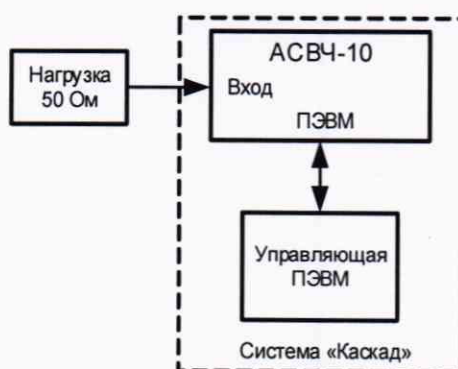 АСВЧ-10
Нагрузка
50 Ом
Вход
ПЭВМ
Управляющая
ПЭВМ
Система «Каскад»